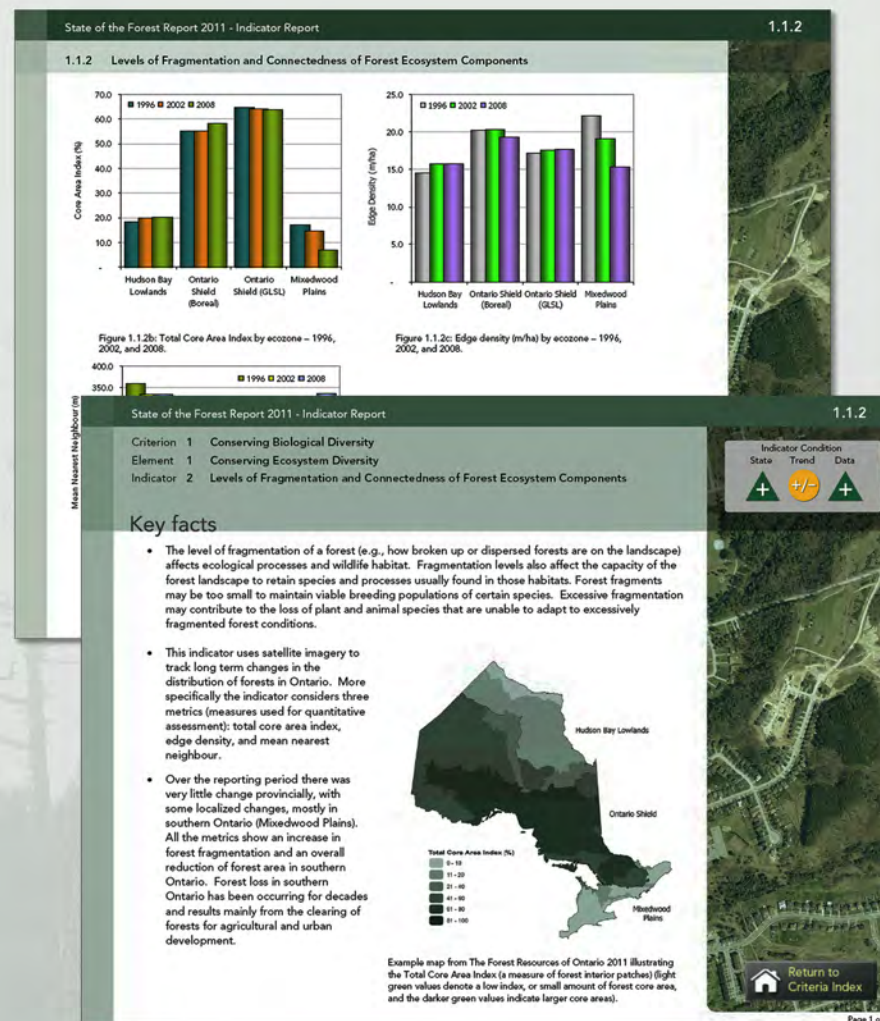 State of the Forest Report 2011 - Indicator Report
1.1.2
1.1.2 Levels of Fragmentation and Connectedness of Forest Ecosystem Components
70.0
60.0
50.0
40.0
30.0
20.0
10.0
-
Core Area Index (%)
1996 2002 2008
Hudson Bay Lowlands
Ontario Shield (Boreal)
Ontario Shield (GLSL)
Mixedwood Plains
Figure 1.1.2b: Total Core Area Index by ecozone – 1996,
2002, and 2008.
25.0
20.0
15.0
10.0
5.0
-
Edge Density (m/ha)
1996 2002 2008
Hudson Bay Lowlands
Ontario Shield (Boreal)
Ontario Shield (GLSL)
Mixedwood Plains
Figure 1.1.2c: Edge density (m/ha) by ecozone – 1996,
2002, and 2008.
400.0
350.0
Mean Nearest Neighbour (m)
1996 2002 2008
State of the Forest Report 2011 - Indicator Report
1.1.2
Criterion 1 Conserving Biological Diversity
Element 1 Conserving Ecosystem Diversity
Indicator 2 Levels of Fragmentation and Connectedness of Forest Ecosystem Components
Indicator Condition
State Trend Data
+ +/- +
Key facts
• The level of fragmentation of a forest (e.g., how broken up or dispersed forests are on the landscape)
affects ecological processes and wildlife habitat. Fragmentation levels also affect the capacity of the
forest landscape to retain species and processes usually found in those habitats. Forest fragments
may be too small to maintain viable breeding populations of certain species. Excessive fragmentation
may contribute to the loss of plant and animal species that are unable to adapt to excessively
fragmented forest conditions.
• This indicator uses satellite imagery to
track long term changes in the
distribution of forests in Ontario. More
specifically the indicator considers three
metrics (measures used for quantitative
assessment): total core area index,
edge density, and mean nearest
neighbour.
• Over the reporting period there was
very little change provincially, with
some localized changes, mostly in
southern Ontario (Mixedwood Plains).
All the metrics show an increase in
forest fragmentation and an overall
reduction of forest area in southern
Ontario. Forest loss in southern
Ontario has been occurring for decades
and results mainly from the clearing of
forests for agricultural and urban
development.
Hudson Bay Lowlands
Ontario Shield
Mixedwood
Plains
Total Core Area Index (%)
0 - 10
11 - 20
21 - 40
41 - 60
61 - 80
81 - 100
Example map from The Forest Resources of Ontario 2011 illustrating
the Total Core Area Index (a measure of forest interior patches) (light
green values denote a low index, or small amount of forest core area,
and the darker green values indicate larger core areas).
Return to
Criteria Index
Page 1 o